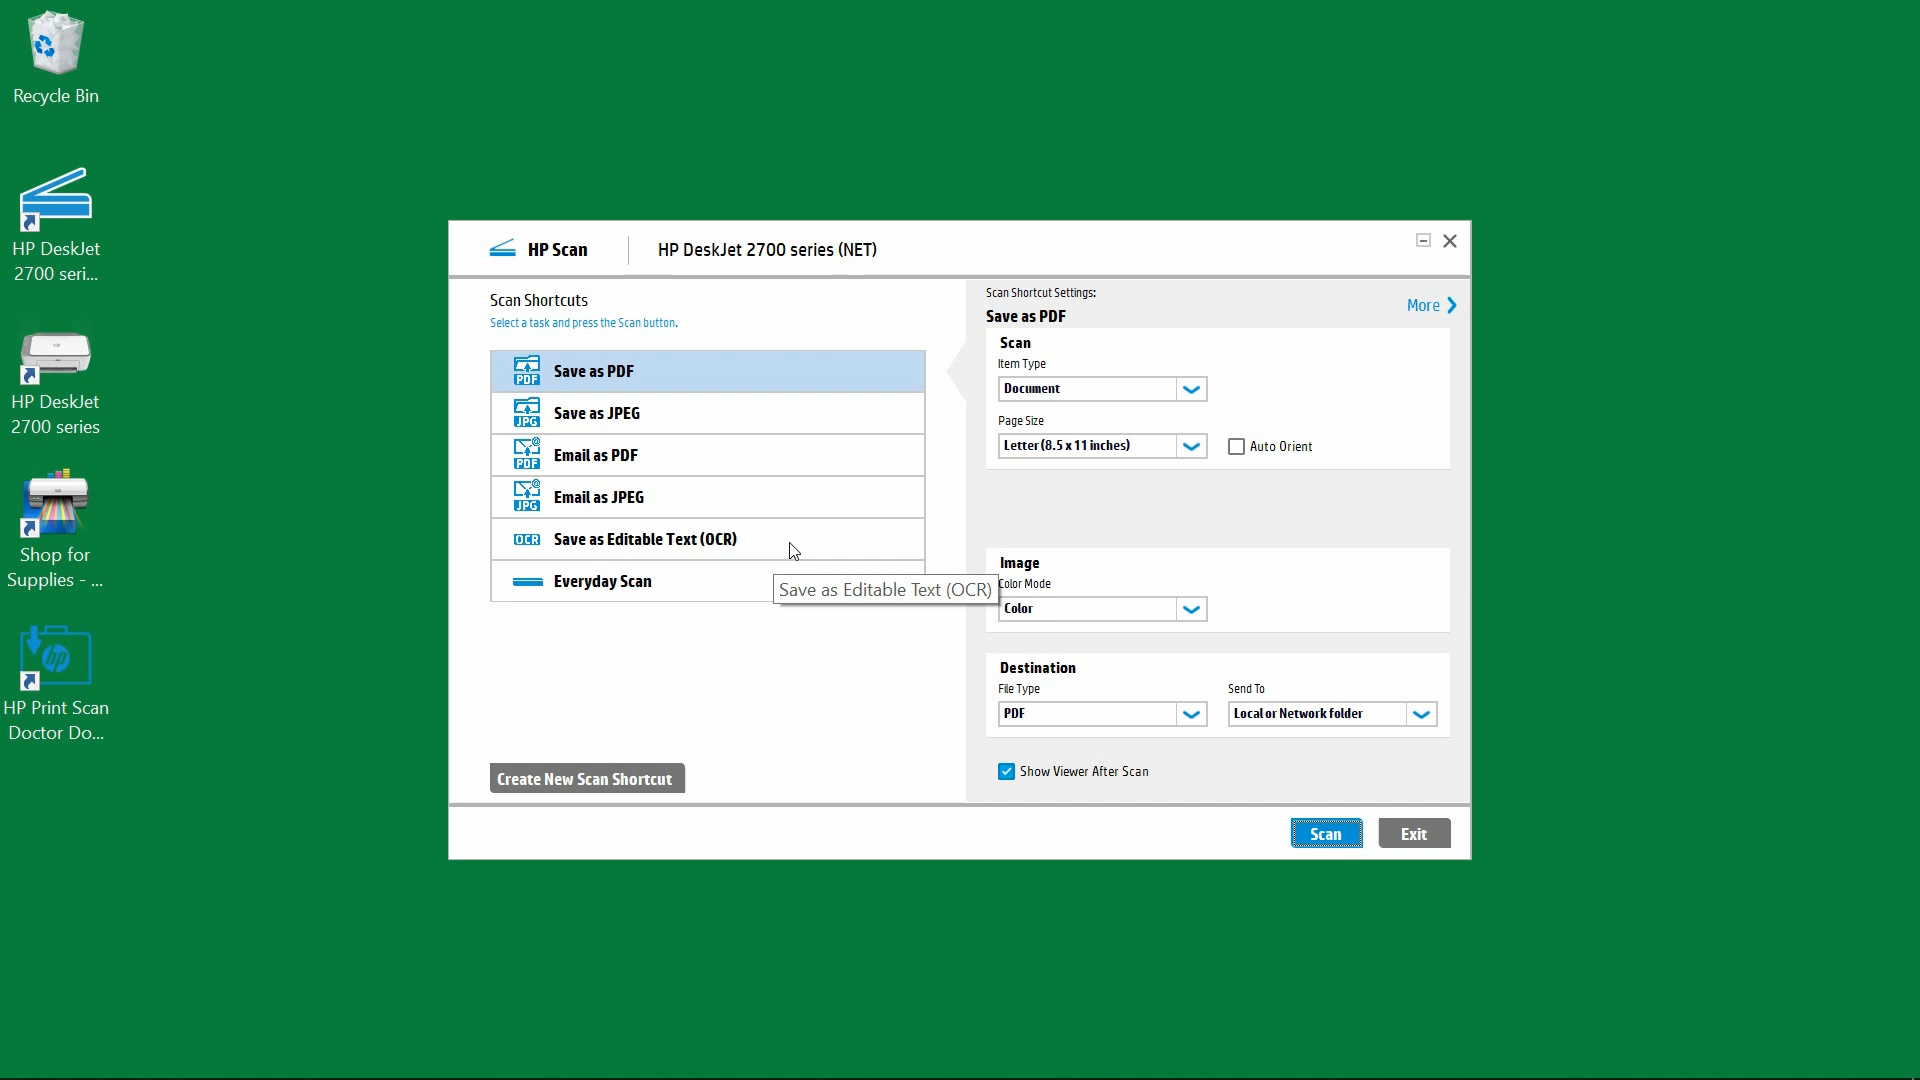 Recycle Bin
HP DeskJet
2700 seri...
HP DeskJet
2700 series
Shop for
Supplies - ...
hp
HP Print Scan
Doctor Do...
HP Scan
HP DeskJet 2700 series (NET)
Scan Shortcuts
Select a task and press the Scan button.
PDF
Save as PDF
JPG
Save as JPEG
PDF
Email as PDF
JPG
Email as JPEG
OCR
Save as Editable Text (OCR)
Everyday Scan
Save as Editable Text (OCR)
Create New Scan Shortcut
Scan Shortcut Settings:
More
Save as PDF
Scan
Item Type
Document
Page Size
Letter (8.5 x 11 inches)
Auto Orient
Image
Color Mode
Color
Destination
File Type
Send To
PDF
Local or Network folder
Show Viewer After Scan
Scan
Exit